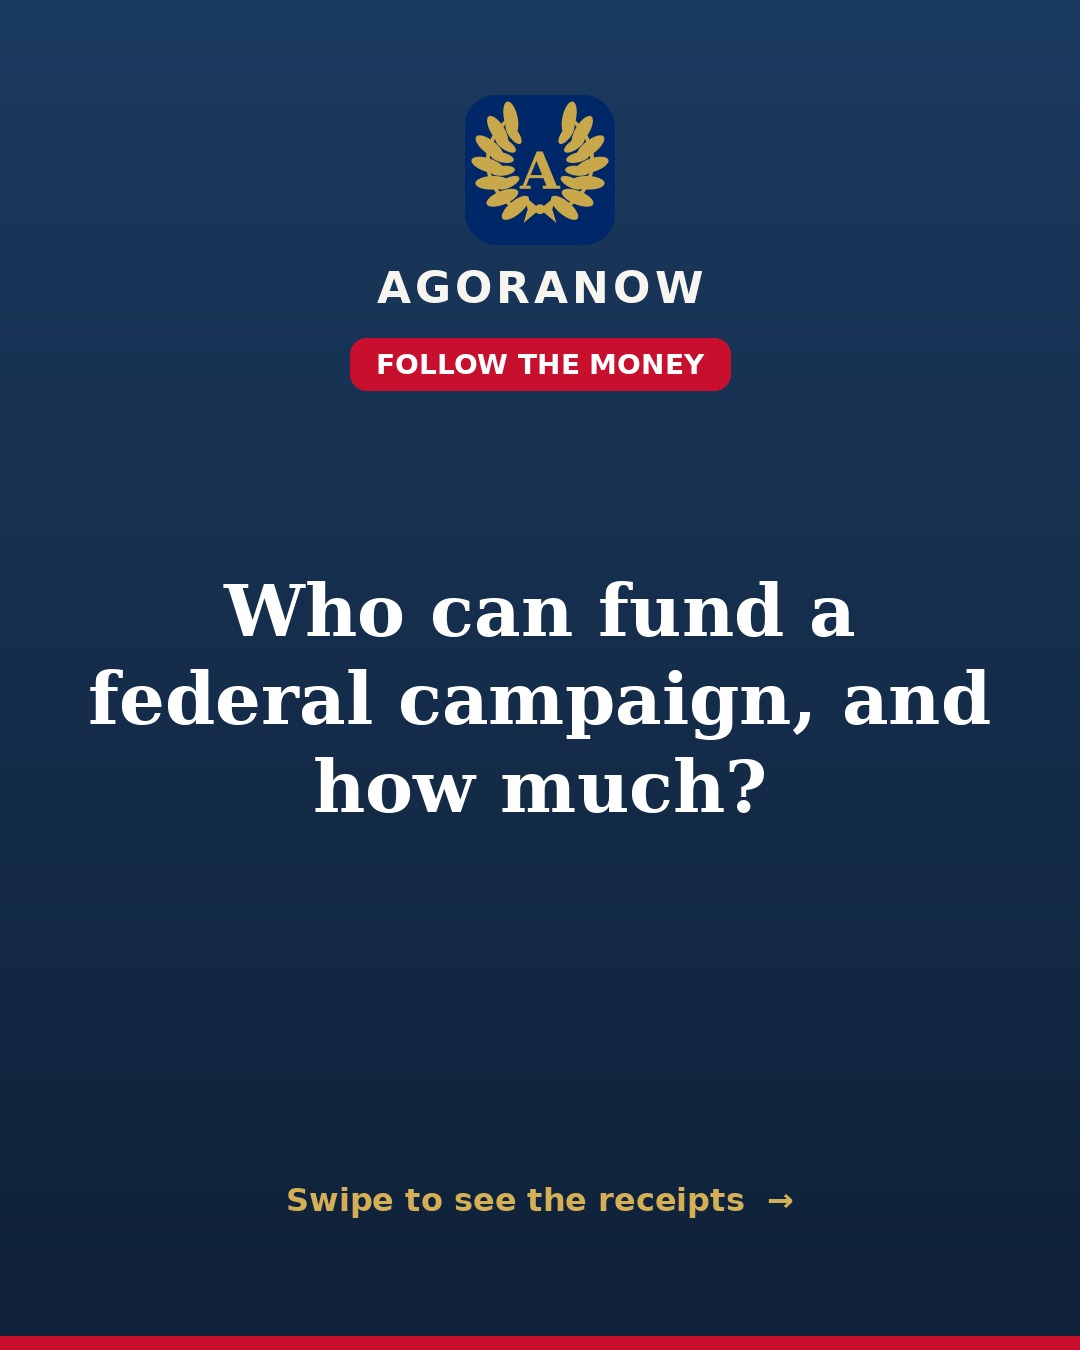 A
AGORANOW
FOLLOW THE MONEY
Who can fund a
federal campaign, and
how much?
Swipe to see the receipts →